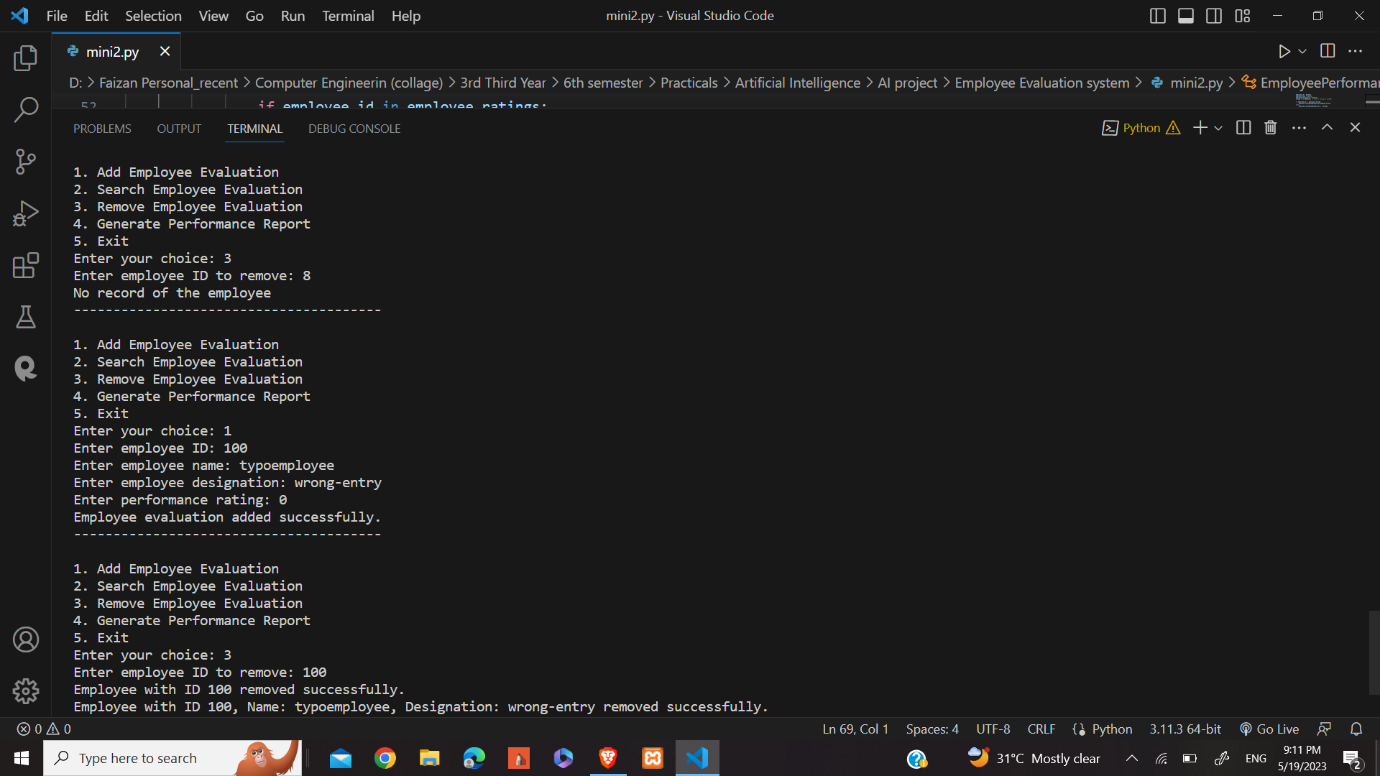 File Edit Selection View Go Run Terminal Help
mini2.py - Visual Studio Code
mini2.py
D: > Faizan Personal_recent > Computer Engineerin (collage) > 3rd Third Year > 6th semester > Practicals > Artificial Intelligence > AI project > Employee Evaluation system > mini2.py > EmployeePerforma
52 if employee_id in employee_ratings:
PROBLEMS OUTPUT TERMINAL DEBUG CONSOLE
Python
1. Add Employee Evaluation
2. Search Employee Evaluation
3. Remove Employee Evaluation
4. Generate Performance Report
5. Exit
Enter your choice: 3
Enter employee ID to remove: 8
No record of the employee
---------------------------------------
1. Add Employee Evaluation
2. Search Employee Evaluation
3. Remove Employee Evaluation
4. Generate Performance Report
5. Exit
Enter your choice: 1
Enter employee ID: 100
Enter employee name: typoemployee
Enter employee designation: wrong-entry
Enter performance rating: 0
Employee evaluation added successfully.
---------------------------------------
1. Add Employee Evaluation
2. Search Employee Evaluation
3. Remove Employee Evaluation
4. Generate Performance Report
5. Exit
Enter your choice: 3
Enter employee ID to remove: 100
Employee with ID 100 removed successfully.
Employee with ID 100, Name: typoemployee, Designation: wrong-entry removed successfully.
0 0 Ln 69, Col 1 Spaces: 4 UTF-8 CRLF Python 3.11.3 64-bit Go Live
Type here to search
31°C Mostly clear
ENG
9:11 PM
5/19/2023
2